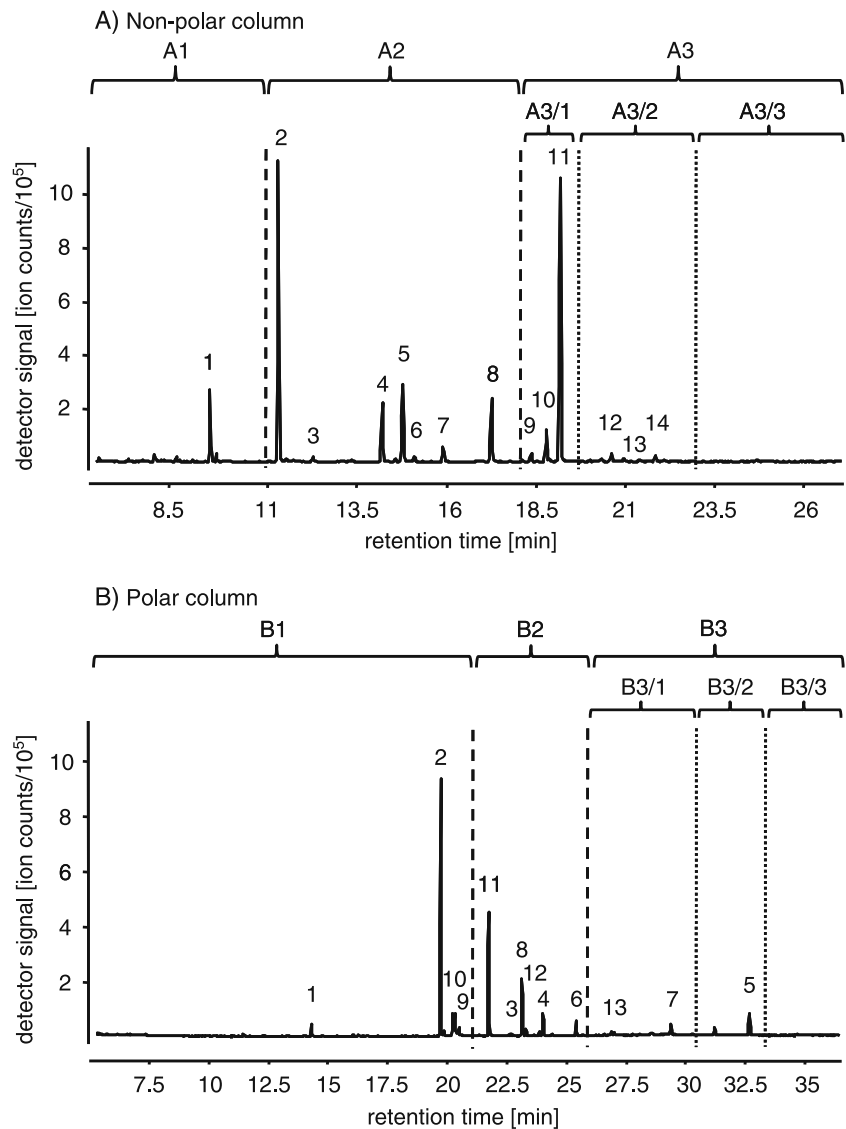 A) Non-polar column
A1 A2 A3
A3/1 A3/2 A3/3
detector signal [ion counts/10⁵]
10
8
6
4
2
1 2 3 4 5 6 7 8 9 10 11 12 13 14
8.5 11 13.5 16 18.5 21 23.5 26
retention time [min]
B) Polar column
B1 B2 B3
B3/1 B3/2 B3/3
detector signal [ion counts/10⁵]
10
8
6
4
2
1 2 10 9 11 3 8 12 4 6 13 7 5
7.5 10 12.5 15 17.5 20 22.5 25 27.5 30 32.5 35
retention time [min]